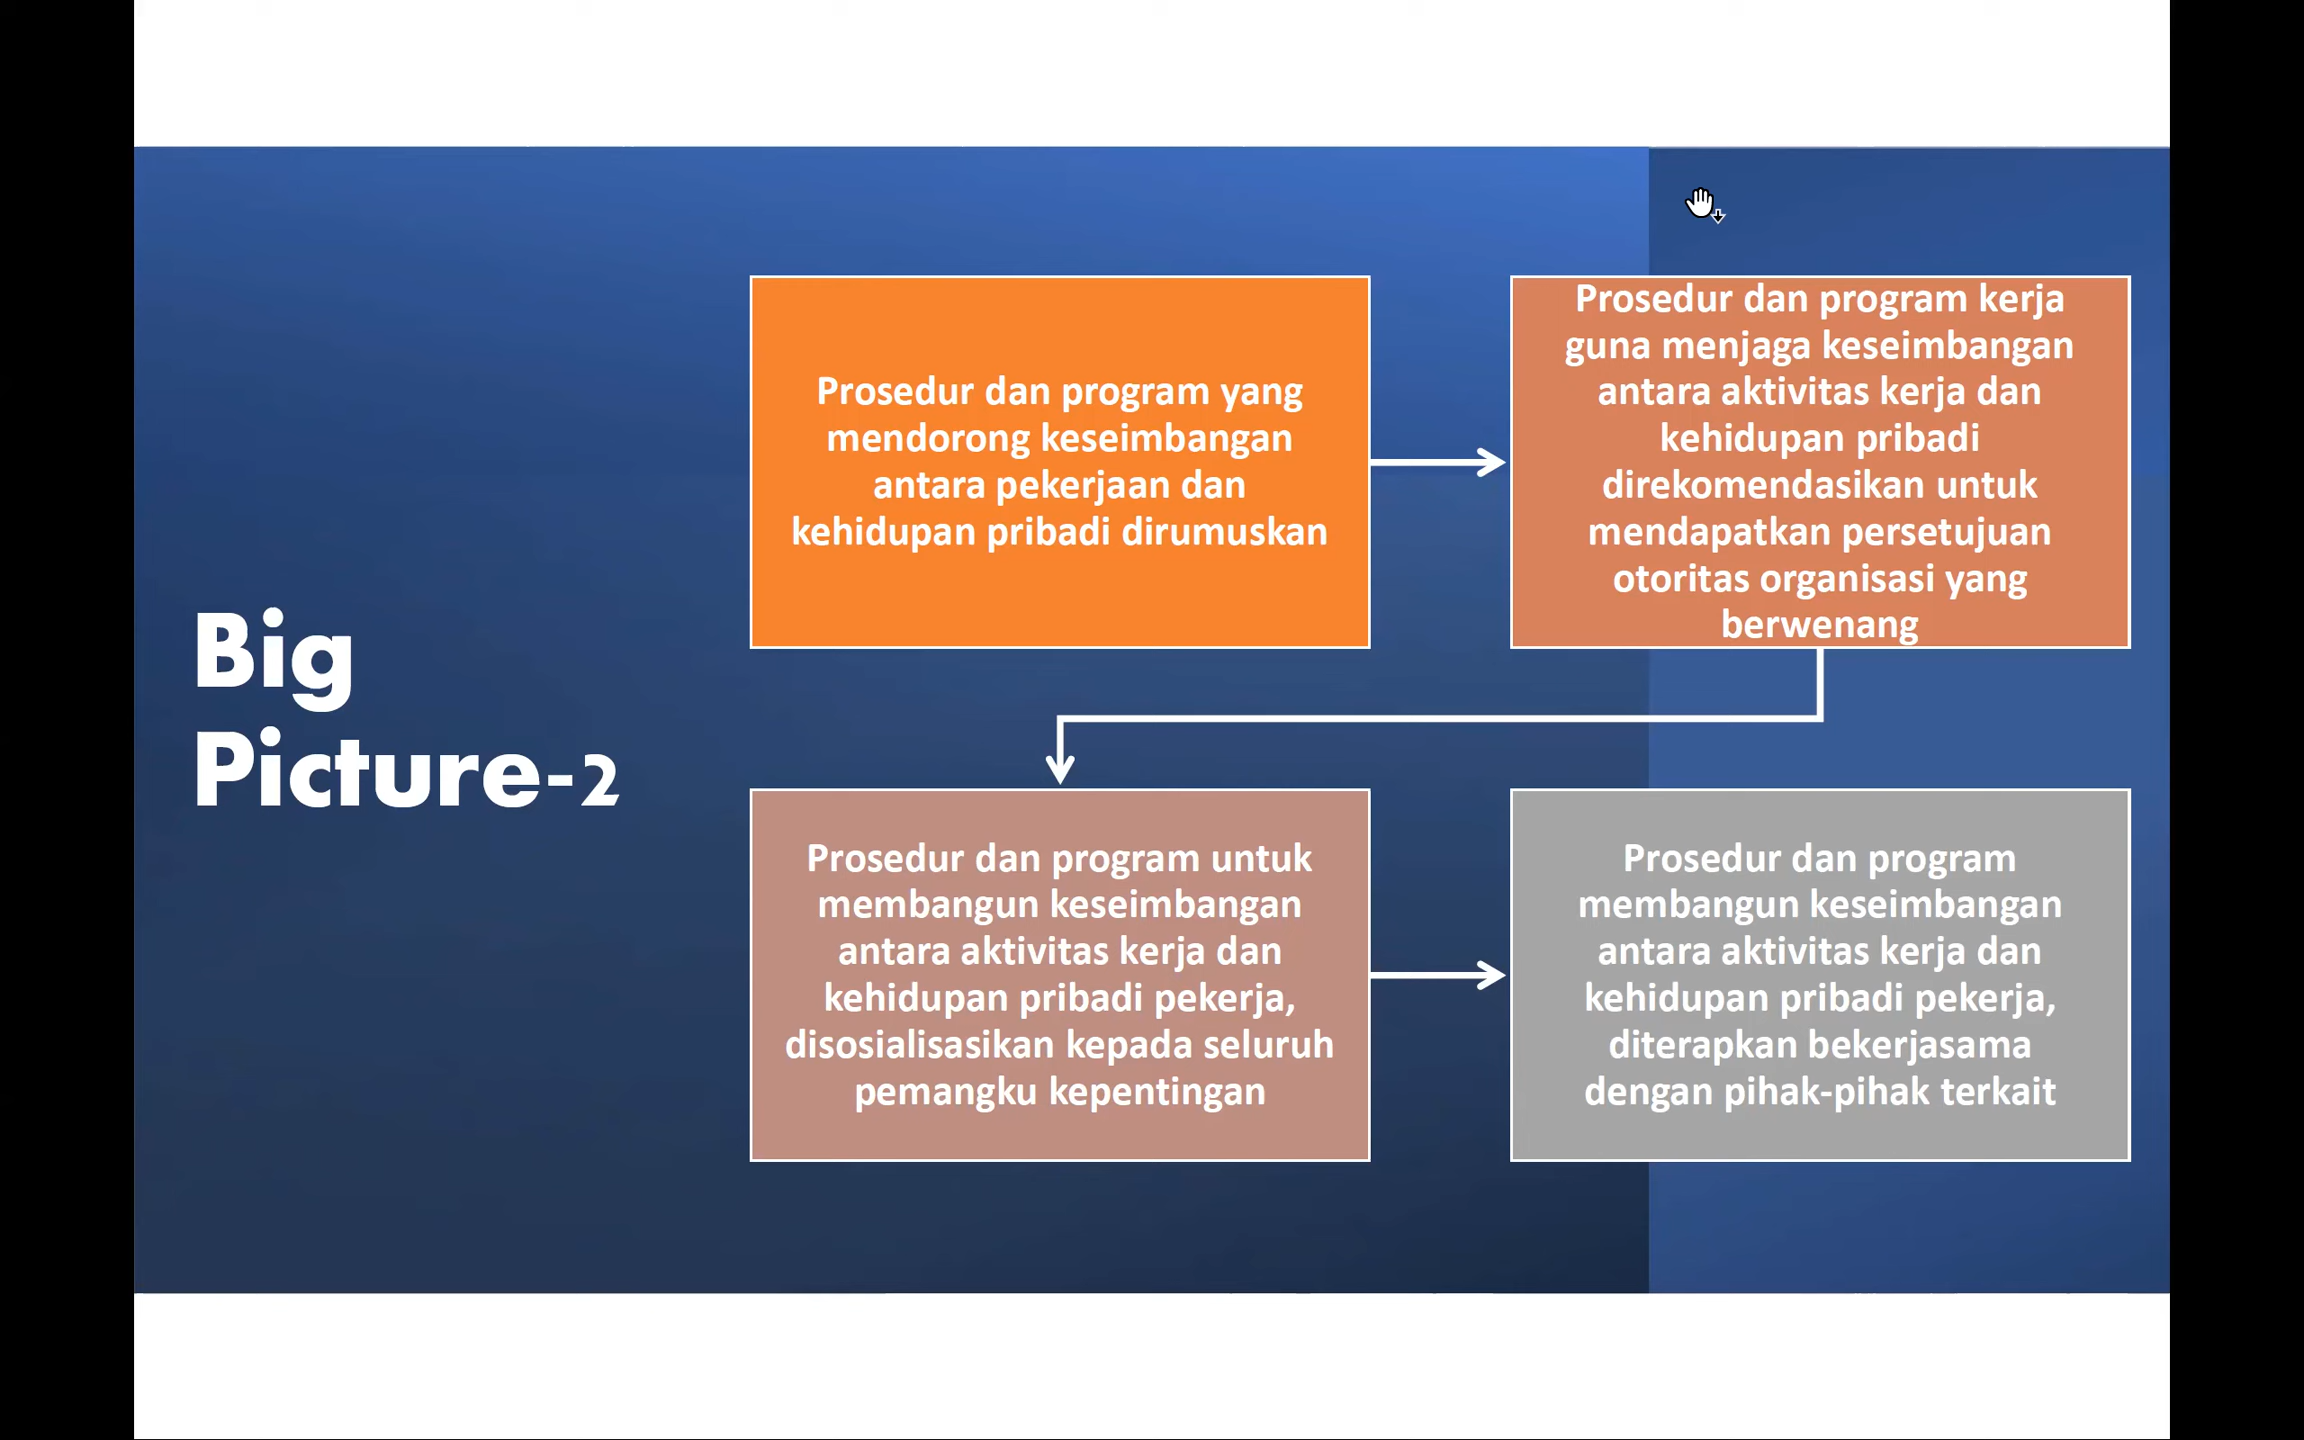 Big
Picture-2
Prosedur dan program yang
mendorong keseimbangan
antara pekerjaan dan
kehidupan pribadi dirumuskan
Prosedur dan program kerja
guna menjaga keseimbangan
antara aktivitas kerja dan
kehidupan pribadi
direkomendasikan untuk
mendapatkan persetujuan
otoritas organisasi yang
berwenang
Prosedur dan program untuk
membangun keseimbangan
antara aktivitas kerja dan
kehidupan pribadi pekerja,
disosialisasikan kepada seluruh
pemangku kepentingan
Prosedur dan program
membangun keseimbangan
antara aktivitas kerja dan
kehidupan pribadi pekerja,
diterapkan bekerjasama
dengan pihak-pihak terkait